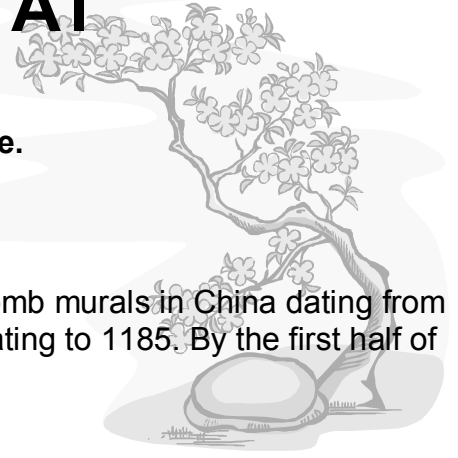 AI
e.
mb murals in China dating from
ting to 1185. By the first half of